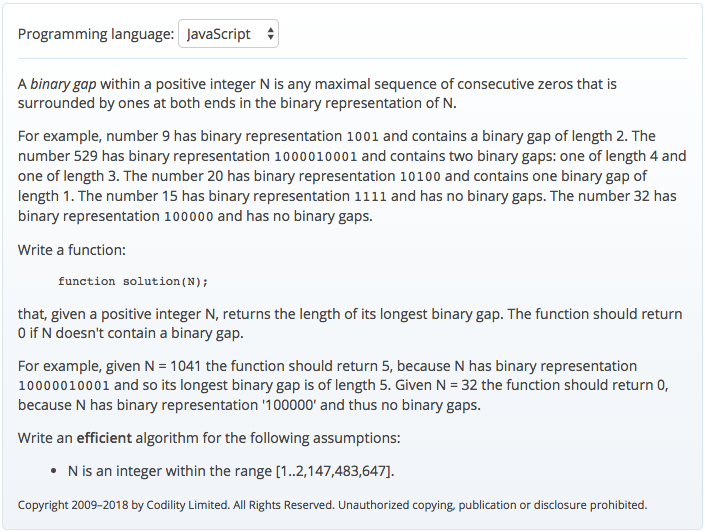 Programming language: JavaScript
A binary gap within a positive integer N is any maximal sequence of consecutive zeros that is
surrounded by ones at both ends in the binary representation of N.
For example, number 9 has binary representation 1001 and contains a binary gap of length 2. The
number 529 has binary representation 1000010001 and contains two binary gaps: one of length 4 and
one of length 3. The number 20 has binary representation 10100 and contains one binary gap of
length 1. The number 15 has binary representation 1111 and has no binary gaps. The number 32 has
binary representation 100000 and has no binary gaps.
Write a function:
function solution(N);
that, given a positive integer N, returns the length of its longest binary gap. The function should return
0 if N doesn't contain a binary gap.
For example, given N = 1041 the function should return 5, because N has binary representation
10000010001 and so its longest binary gap is of length 5. Given N = 32 the function should return 0,
because N has binary representation '100000' and thus no binary gaps.
Write an efficient algorithm for the following assumptions:
• N is an integer within the range [1..2,147,483,647].
Copyright 2009–2018 by Codility Limited. All Rights Reserved. Unauthorized copying, publication or disclosure prohibited.